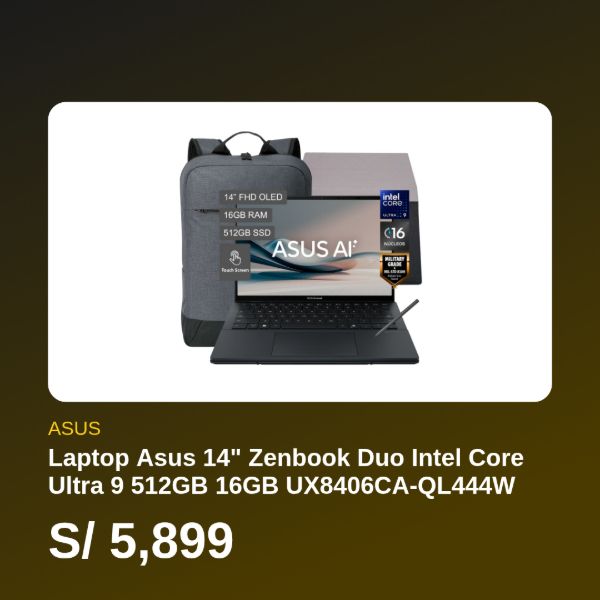 14" FHD OLED
16GB RAM
512GB SSD
Touch Screen
ASUS AI
intel
CORE
ULTRA 9
16
NÚCLEOS
MILITARY
GRADE
ASUS
Laptop Asus 14" Zenbook Duo Intel Core
Ultra 9 512GB 16GB UX8406CA-QL444W
S/ 5,899